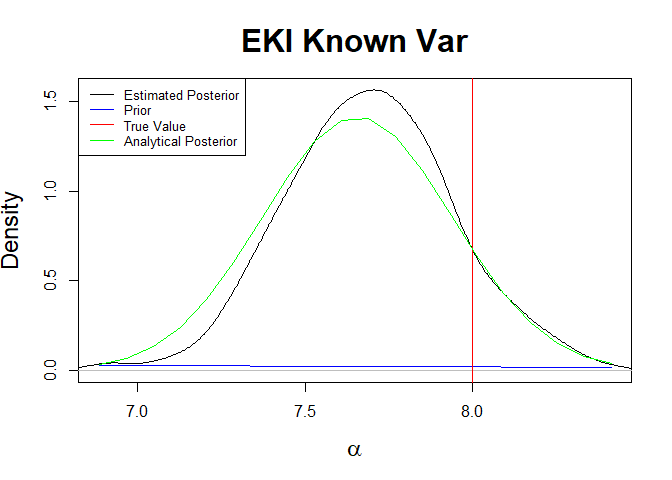 EKI Known Var
Estimated Posterior
Prior
True Value
Analytical Posterior
Density
1.5
1.0
0.5
0.0
7.0 7.5 8.0
α